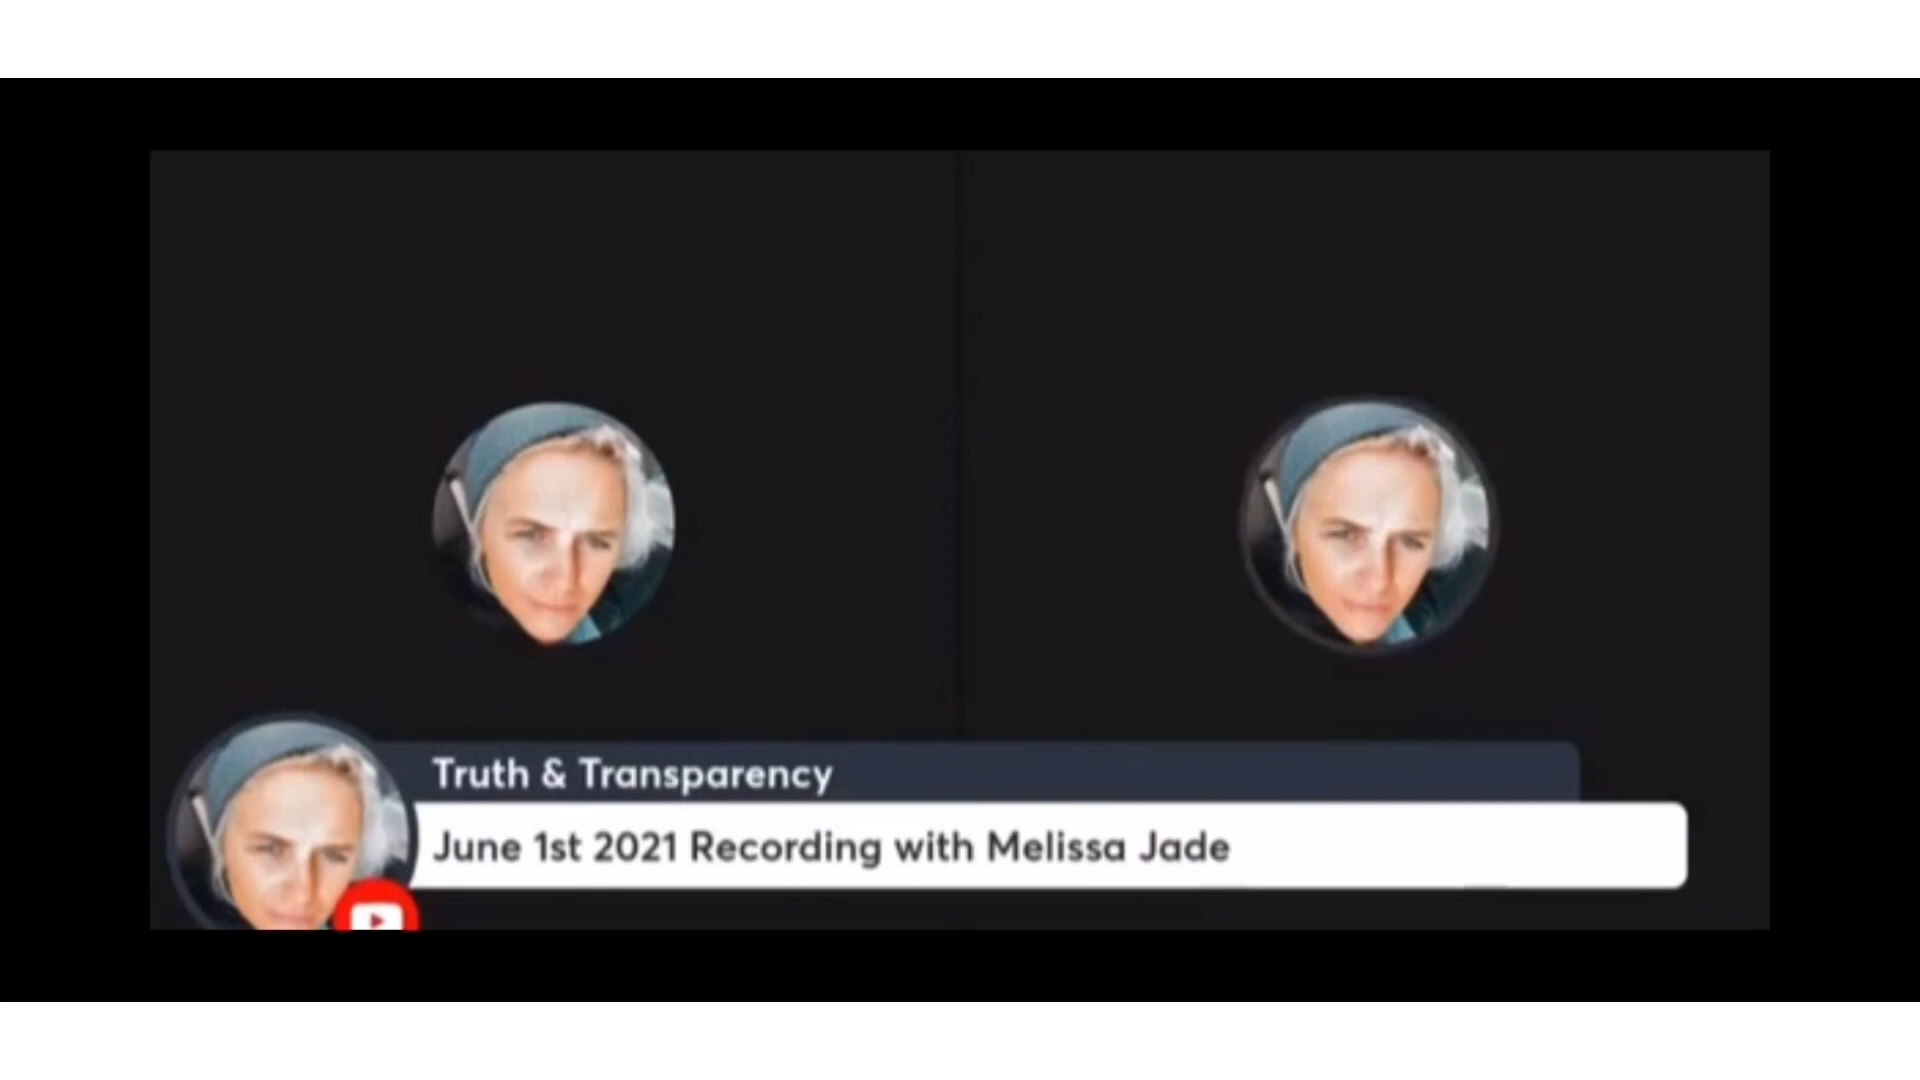 Truth & Transparency
June 1st 2021 Recording with Melissa Jade